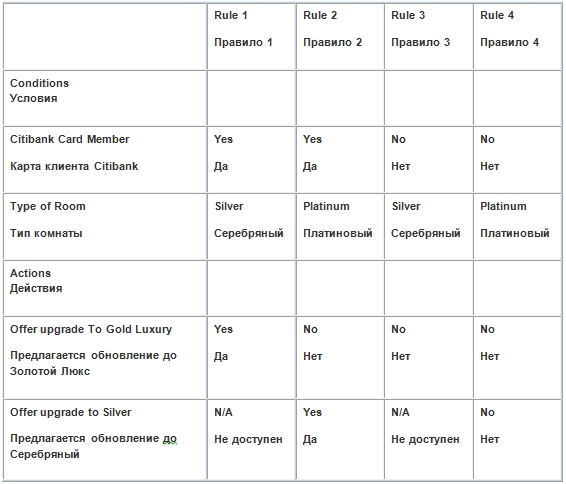 Rule 1 Rule 2 Rule 3 Rule 4
Правило 1 Правило 2 Правило 3 Правило 4
Conditions
Условия
Citibank Card Member Yes Yes No No
Карта клиента Citibank Да Да Нет Нет
Type of Room Silver Platinum Silver Platinum
Тип комнаты Серебряный Платиновый Серебряный Платиновый
Actions
Действия
Offer upgrade To Gold Luxury Yes No No No
Предлагается обновление до Да Нет Нет Нет
Золотой Люкс
Offer upgrade to Silver N/A Yes N/A No
Предлагается обновление до Не доступен Да Не доступен Нет
Серебряный